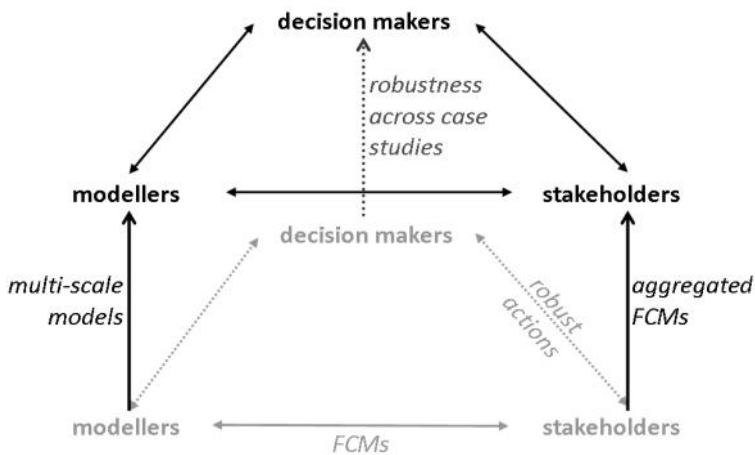 decision makers
robustness
across case
studies
modellers
stakeholders
decision makers
multi-scale
models
robust
actions
aggregated
FCMs
modellers
stakeholders
FCMs